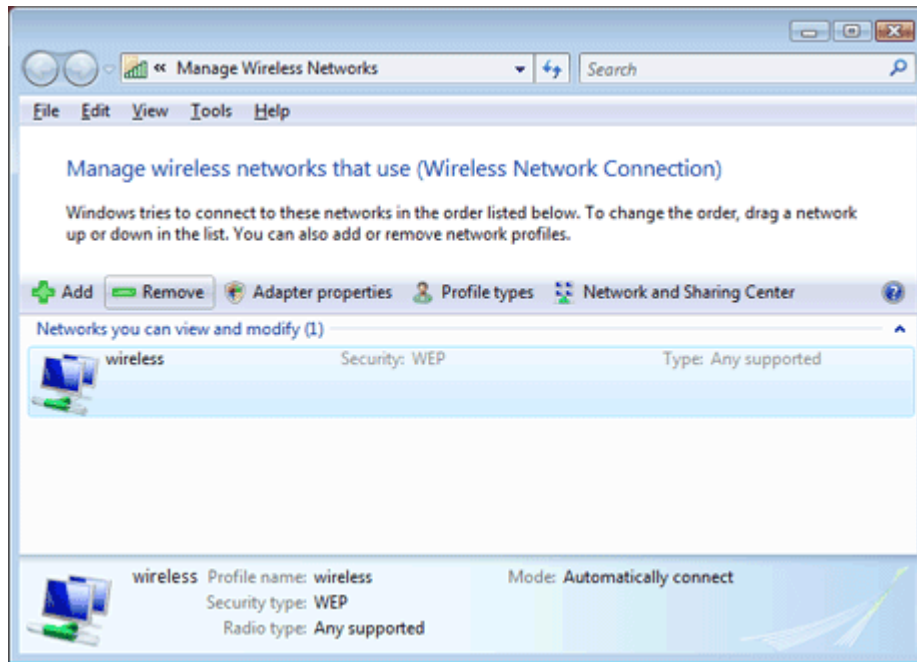 « Manage Wireless Networks
Search
File Edit View Tools Help
Manage wireless networks that use (Wireless Network Connection)
Windows tries to connect to these networks in the order listed below. To change the order, drag a network
up or down in the list. You can also add or remove network profiles.
Add Remove Adapter properties Profile types Network and Sharing Center ?
Networks you can view and modify (1)
wireless Security: WEP Type: Any supported
wireless Profile name: wireless Mode: Automatically connect
Security type: WEP
Radio type: Any supported